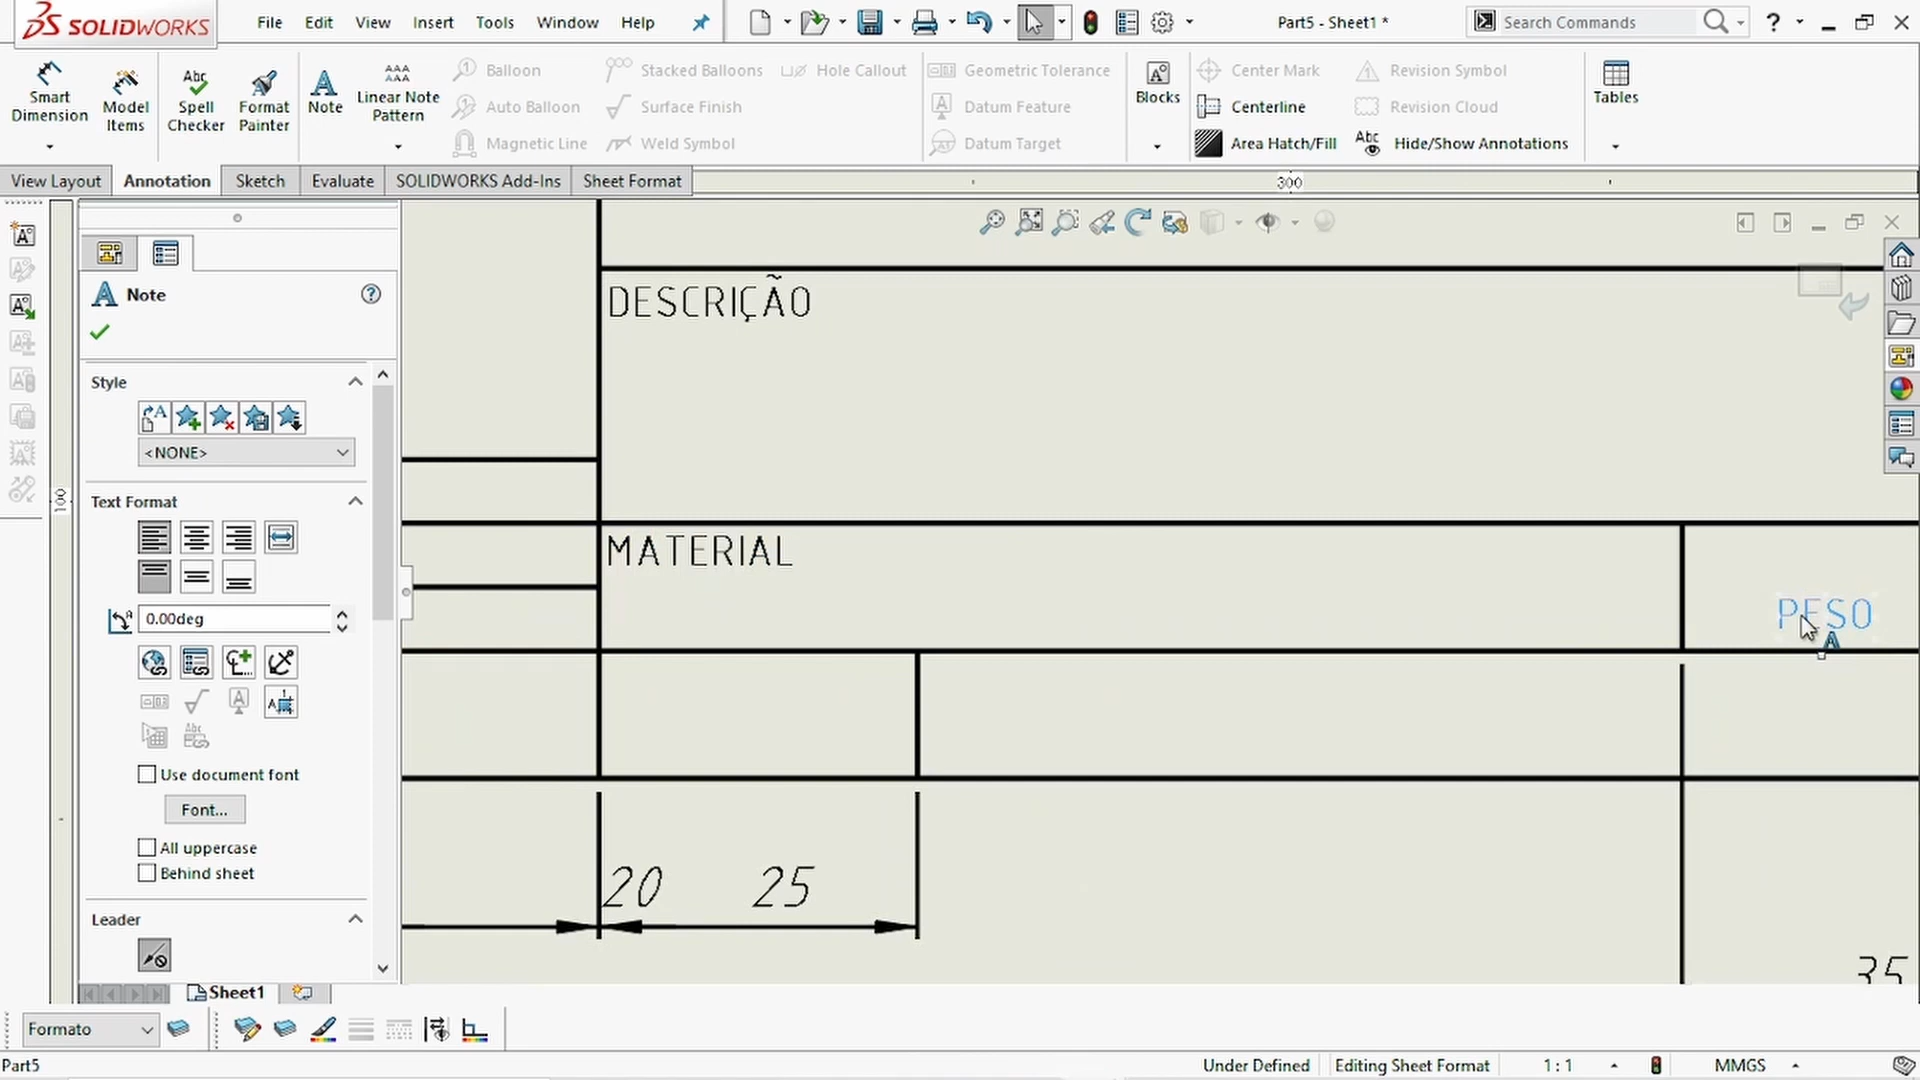 SOLIDWORKS
File Edit View Insert Tools Window Help
Part5 - Sheet1 *
Search Commands
?
Smart Dimension
Model Items
Abc
Spell Checker
Format Painter
A
Note
AAA
AAA
Linear Note Pattern
Balloon
Auto Balloon
Magnetic Line
Stacked Balloons
Surface Finish
Weld Symbol
Hole Callout
Geometric Tolerance
Datum Feature
Datum Target
A
Blocks
Center Mark
Centerline
Area Hatch/Fill
Revision Symbol
Revision Cloud
Abc
Hide/Show Annotations
Tables
View Layout
Annotation
Sketch
Evaluate
SOLIDWORKS Add-Ins
Sheet Format
300
100
A Note
?
Style
<NONE>
Text Format
0.00deg
Use document font
Font...
All uppercase
Behind sheet
Leader
DESCRIÇÃO
MATERIAL
PESO
A
20 25
35
Sheet1
Formato
Part5
Under Defined
Editing Sheet Format
1 : 1
MMGS